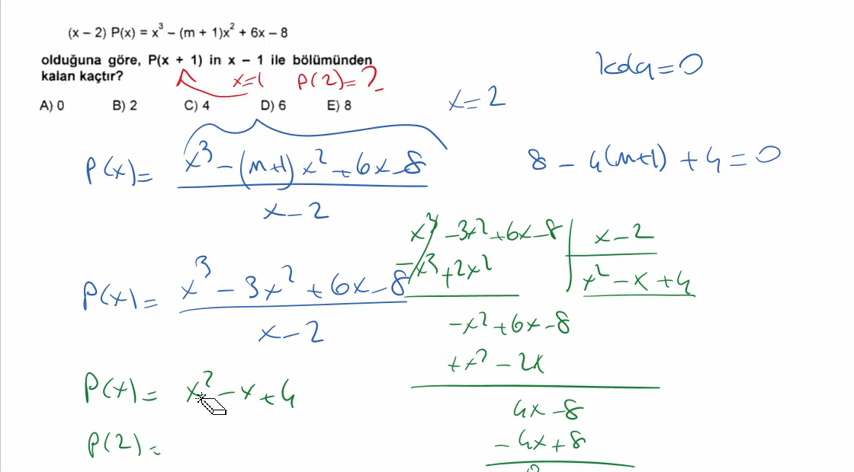 (x – 2) P(x) = x³ – (m + 1)x² + 6x – 8
olduğuna göre, P(x + 1) in x – 1 ile bölümünden
kalan kaçtır?
x=1 P(2)=?
A) 0 B) 2 C) 4 D) 6 E) 8
kdq=0
x=2
P(x)= x³-(m+1)x²+6x-8
x-2
8-4(m+1)+4=0
x³-3x²+6x-8 | x-2
-x³+2x² x²-x+4
-x²+6x-8
+x²-2x
4x-8
-4x+8
P(x)= x³-3x²+6x-8
x-2
P(x)= x²-x+4
P(2)=